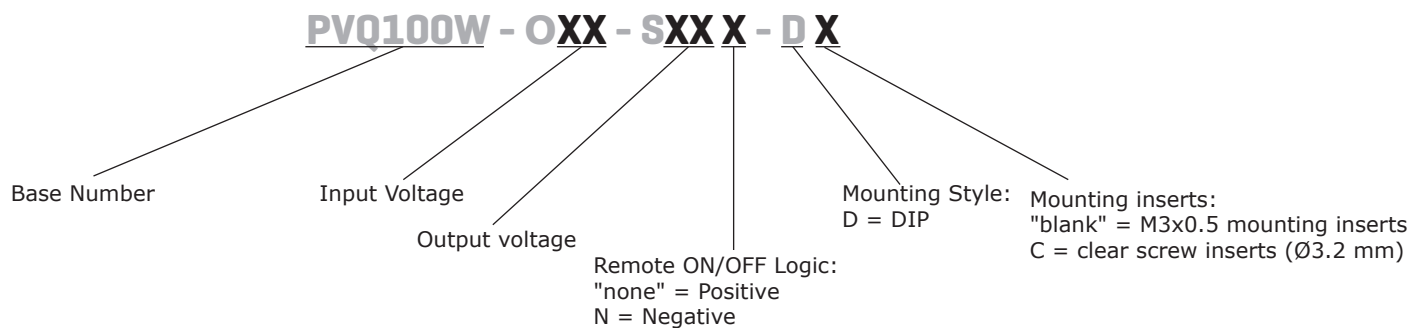 PVQ100W - OXX - SXX X - D X
Base Number
Input Voltage
Output voltage
Remote ON/OFF Logic:
"none" = Positive
N = Negative
Mounting Style:
D = DIP
Mounting inserts:
"blank" = M3x0.5 mounting inserts
C = clear screw inserts (Ø3.2 mm)